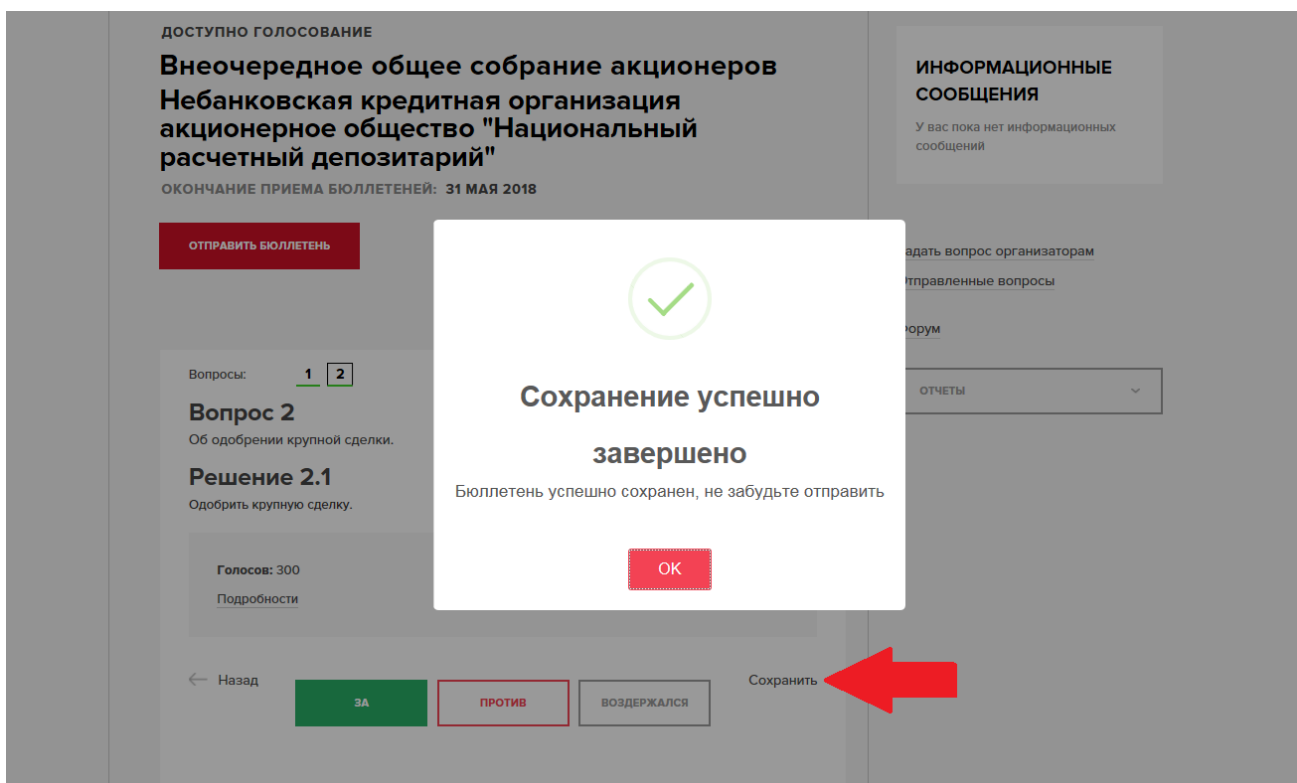 ДОСТУПНО ГОЛОСОВАНИЕ
Внеочередное общее собрание акционеров
Небанковская кредитная организация
акционерное общество "Национальный
расчетный депозитарий"
ОКОНЧАНИЕ ПРИЕМА БЮЛЛЕТЕНЕЙ: 31 МАЯ 2018
ОТПРАВИТЬ БЮЛЛЕТЕНЬ
Вопросы: 1 2
Вопрос 2
Об одобрении крупной сделки.
Решение 2.1
Одобрить крупную сделку.
Голосов: 300
Подробности
Назад
ЗА
ПРОТИВ
ВОЗДЕРЖАЛСЯ
Сохранить
Сохранение успешно
завершено
Бюллетень успешно сохранен, не забудьте отправить
OK
ИНФОРМАЦИОННЫЕ
СООБЩЕНИЯ
У вас пока нет информационных
сообщений
адать вопрос организаторам
тправленные вопросы
орум
ОТЧЕТЫ